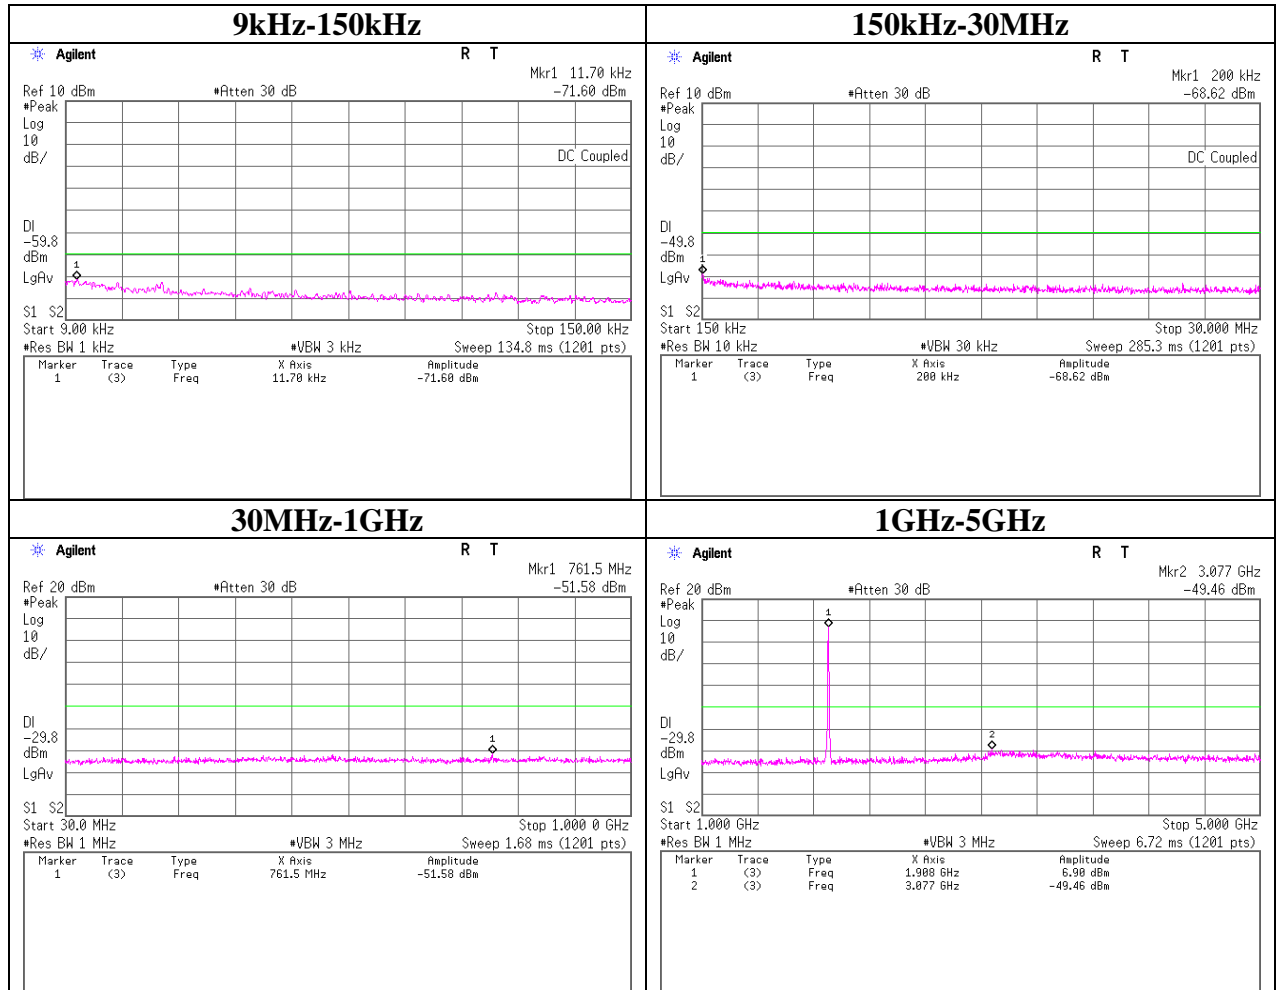 9kHz-150kHz
Agilent
R T
Mkr1 11.70 kHz
Ref 10 dBm #Atten 30 dB -71.60 dBm
#Peak
Log
10
dB/
DC Coupled
DI
-59.8
dBm
LgAv
1
S1 S2
Start 9.00 kHz Stop 150.00 kHz
#Res BW 1 kHz #VBW 3 kHz Sweep 134.8 ms (1201 pts)
Marker Trace Type X Axis Amplitude
1 (3) Freq 11.70 kHz -71.60 dBm
150kHz-30MHz
Agilent
R T
Mkr1 200 kHz
Ref 10 dBm #Atten 30 dB -68.62 dBm
#Peak
Log
10
dB/
DC Coupled
DI
-49.8
dBm
LgAv
1
S1 S2
Start 150 kHz Stop 30.000 MHz
#Res BW 10 kHz #VBW 30 kHz Sweep 285.3 ms (1201 pts)
Marker Trace Type X Axis Amplitude
1 (3) Freq 200 kHz -68.62 dBm
30MHz-1GHz
Agilent
R T
Mkr1 761.5 MHz
Ref 20 dBm #Atten 30 dB -51.58 dBm
#Peak
Log
10
dB/
DI
-29.8
dBm
LgAv
1
S1 S2
Start 30.0 MHz Stop 1.000 0 GHz
#Res BW 1 MHz #VBW 3 MHz Sweep 1.68 ms (1201 pts)
Marker Trace Type X Axis Amplitude
1 (3) Freq 761.5 MHz -51.58 dBm
1GHz-5GHz
Agilent
R T
Mkr2 3.077 GHz
Ref 20 dBm #Atten 30 dB -49.46 dBm
#Peak
Log
10
dB/
1
DI
-29.8
dBm
LgAv
2
S1 S2
Start 1.000 GHz Stop 5.000 GHz
#Res BW 1 MHz #VBW 3 MHz Sweep 6.72 ms (1201 pts)
Marker Trace Type X Axis Amplitude
1 (3) Freq 1.908 GHz 6.90 dBm
2 (3) Freq 3.077 GHz -49.46 dBm